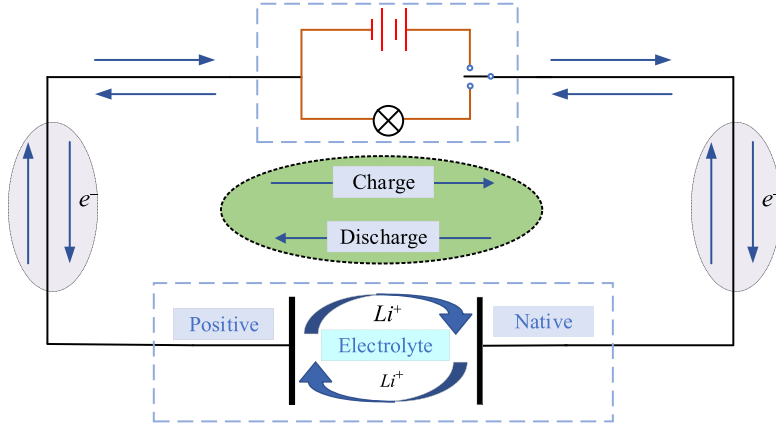 e⁻
e⁻
Charge
Discharge
Positive
Li⁺
Native
Electrolyte
Li⁺